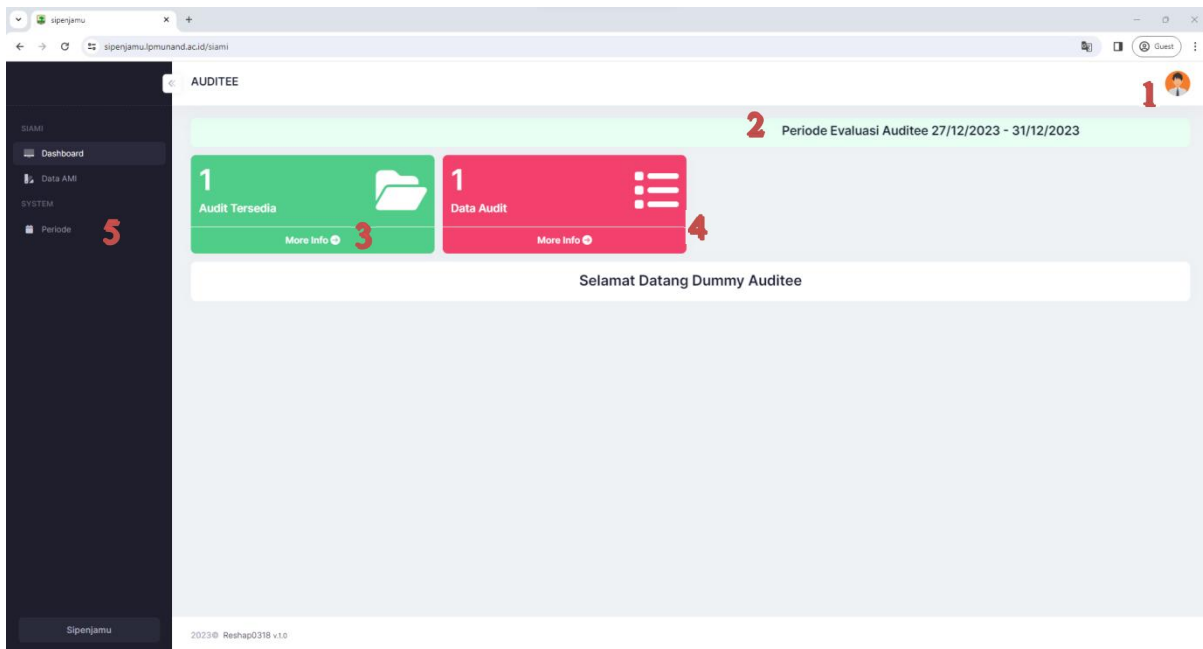 sipenjamu
sipenjamu.lpmunand.ac.id/siami
Guest
AUDITEE
1
SIAMI
Dashboard
Data AMI
SYSTEM
Periode
5
2
Periode Evaluasi Auditee 27/12/2023 - 31/12/2023
1
Audit Tersedia
More Info
3
1
Data Audit
More Info
4
Selamat Datang Dummy Auditee
Sipenjamu
2023© Reshap0318 v.1.0